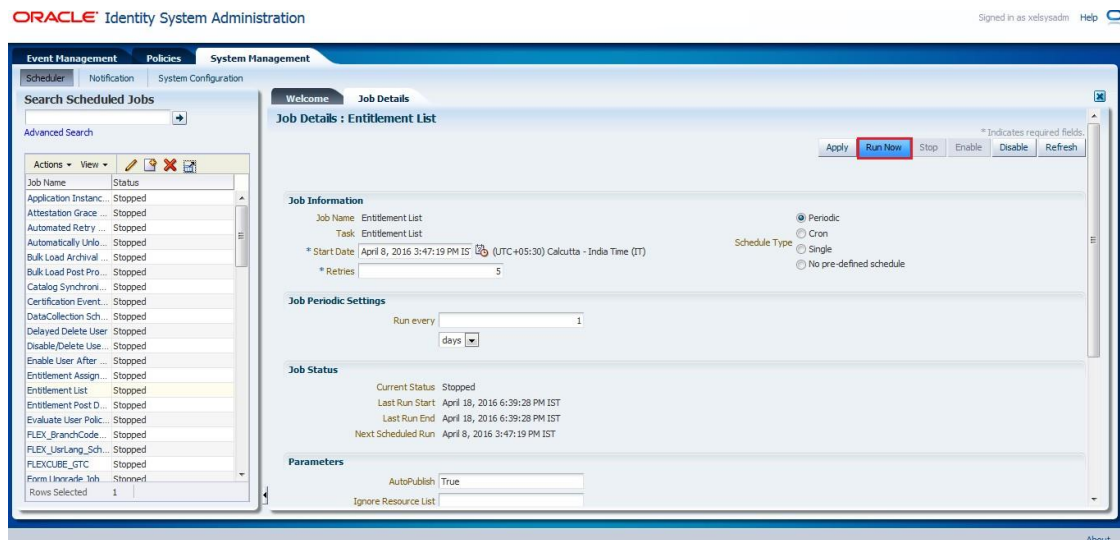 ORACLE® Identity System Administration
Signed in as xelsysadm Help
Event Management Policies System Management
Scheduler Notification System Configuration
Search Scheduled Jobs
Advanced Search
Actions View
Job Name Status
Application Instanc... Stopped
Attestation Grace ... Stopped
Automated Retry ... Stopped
Automatically Unlo... Stopped
Bulk Load Archival ... Stopped
Bulk Load Post Pro... Stopped
Catalog Synchroni... Stopped
Certification Event... Stopped
DataCollection Sch... Stopped
Delayed Delete User Stopped
Disable/Delete Use... Stopped
Enable User After ... Stopped
Entitlement Assign... Stopped
Entitlement List Stopped
Entitlement Post D... Stopped
Evaluate User Polic... Stopped
FLEX_BranchCode... Stopped
FLEX_UsrLang_Sch... Stopped
FLEXCUBE_GTC Stopped
Form Upgrade Job Stopped
Rows Selected 1
Welcome Job Details
Job Details : Entitlement List
* Indicates required fields.
Apply Run Now Stop Enable Disable Refresh
Job Information
Job Name Entitlement List
Task Entitlement List
* Start Date April 8, 2016 3:47:19 PM IST (UTC+05:30) Calcutta - India Time (IT)
* Retries 5
Schedule Type
Periodic
Cron
Single
No pre-defined schedule
Job Periodic Settings
Run every 1
days
Job Status
Current Status Stopped
Last Run Start April 18, 2016 6:39:28 PM IST
Last Run End April 18, 2016 6:39:28 PM IST
Next Scheduled Run April 8, 2016 3:47:19 PM IST
Parameters
AutoPublish True
Ignore Resource List
About